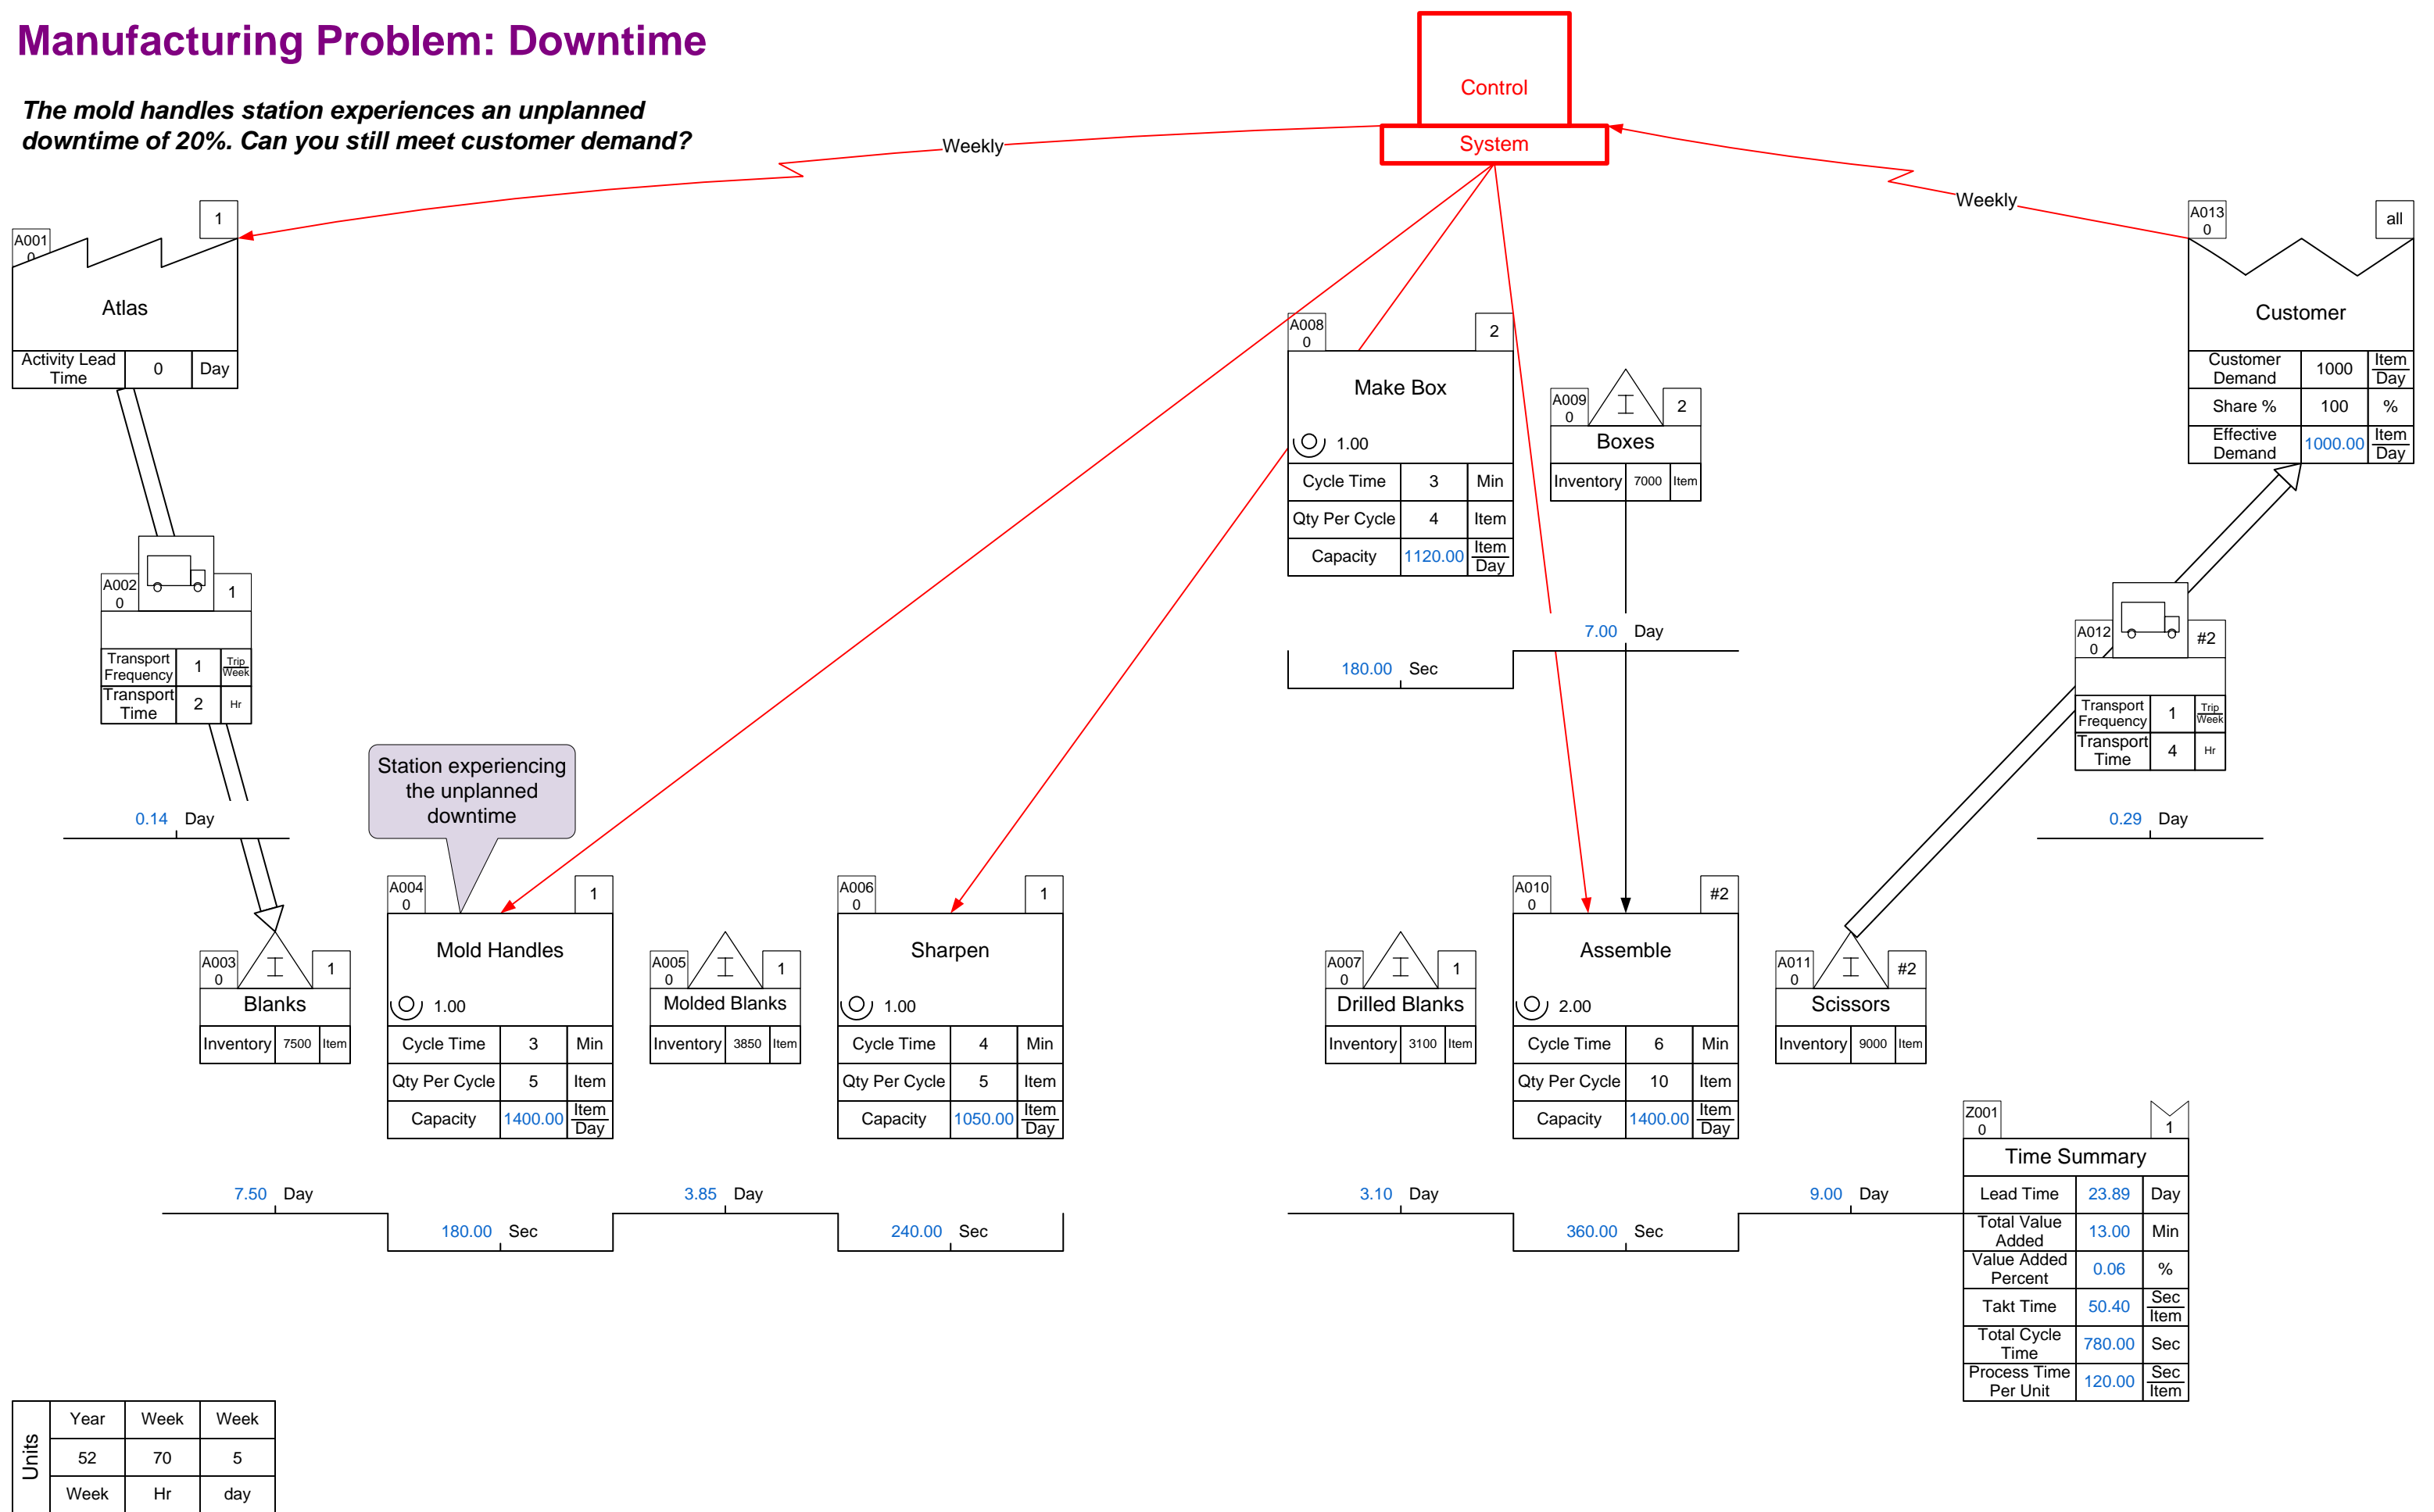 Manufacturing Problem: Downtime
The mold handles station experiences an unplanned
downtime of 20%. Can you still meet customer demand?
Control
System
Weekly
Weekly
A001
0
1
Atlas
Activity Lead
Time
0
Day
A002
0
1
Transport
Frequency
1
Trip
Week
Transport
Time
2
Hr
0.14 Day
A013
0
all
Customer
Customer
Demand
1000
Item
Day
Share %
100
%
Effective
Demand
1000.00
Item
Day
A008
0
2
Make Box
1.00
Cycle Time
3
Min
Qty Per Cycle
4
Item
Capacity
1120.00
Item
Day
180.00 Sec
A009
0
I
2
Boxes
Inventory
7000
Item
7.00 Day
A012
0
#2
Transport
Frequency
1
Trip
Week
Transport
Time
4
Hr
0.29 Day
Station experiencing
the unplanned
downtime
A003
0
I
1
Blanks
Inventory
7500
Item
7.50 Day
A004
0
1
Mold Handles
1.00
Cycle Time
3
Min
Qty Per Cycle
5
Item
Capacity
1400.00
Item
Day
180.00 Sec
A005
0
I
1
Molded Blanks
Inventory
3850
Item
3.85 Day
A006
0
1
Sharpen
1.00
Cycle Time
4
Min
Qty Per Cycle
5
Item
Capacity
1050.00
Item
Day
240.00 Sec
A007
0
I
1
Drilled Blanks
Inventory
3100
Item
3.10 Day
A010
0
#2
Assemble
2.00
Cycle Time
6
Min
Qty Per Cycle
10
Item
Capacity
1400.00
Item
Day
360.00 Sec
A011
0
I
#2
Scissors
Inventory
9000
Item
9.00 Day
Z001
0
1
Time Summary
Lead Time
23.89
Day
Total Value
Added
13.00
Min
Value Added
Percent
0.06
%
Takt Time
50.40
Sec
Item
Total Cycle
Time
780.00
Sec
Process Time
Per Unit
120.00
Sec
Item
Units
Year Week Week
52 70 5
Week Hr day